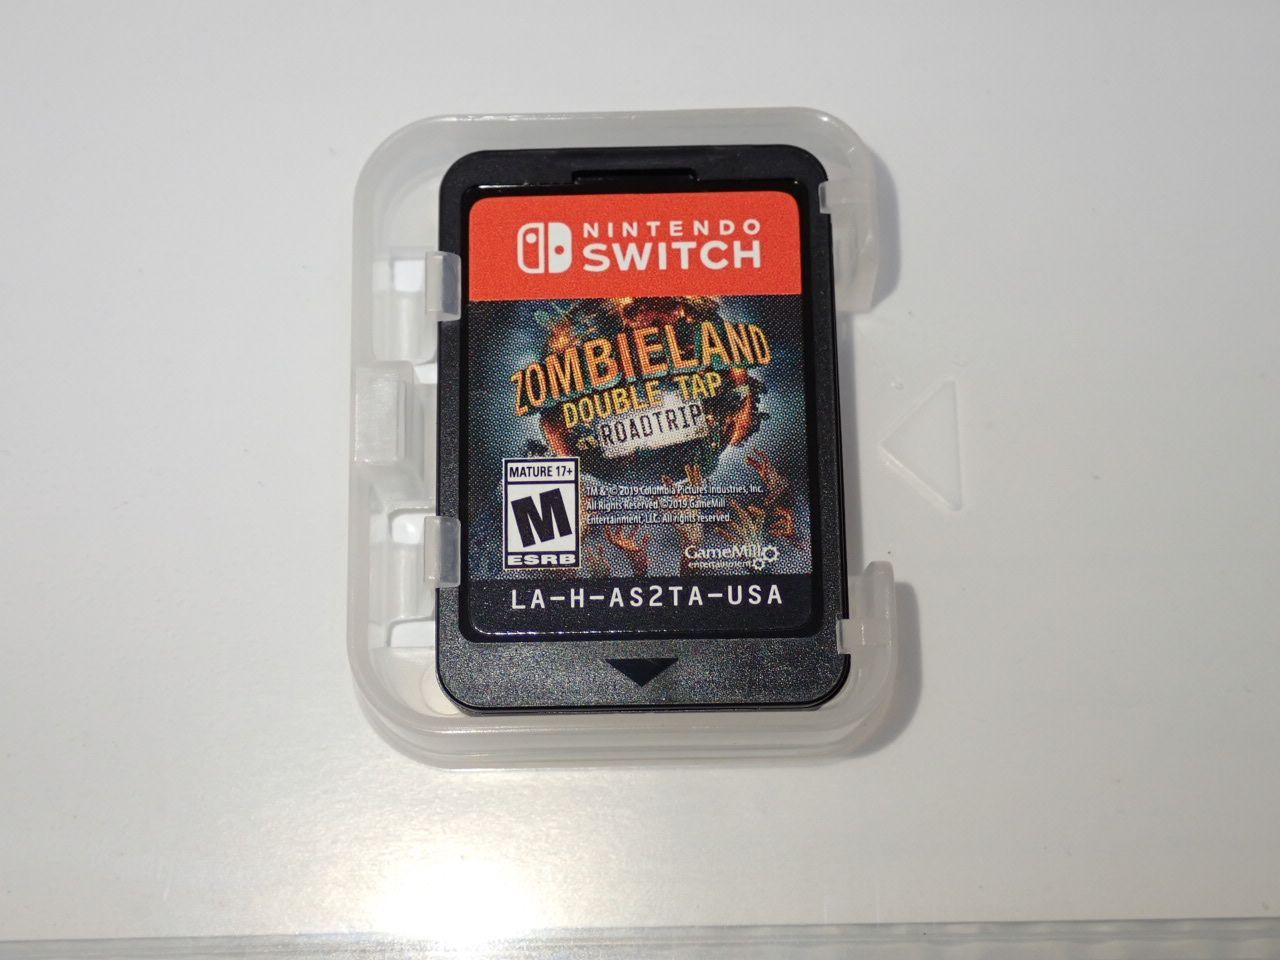 NINTENDO
SWITCH
ZOMBIELAND
DOUBLE TAP
ROADTRIP
MATURE 17+
M
ESRB
TM & © 2019 Columbia Pictures Industries, Inc.
All Rights Reserved. ©2019 GameMill
Entertainment, LLC. All rights reserved.
GameMill
entertainment
LA-H-AS2TA-USA